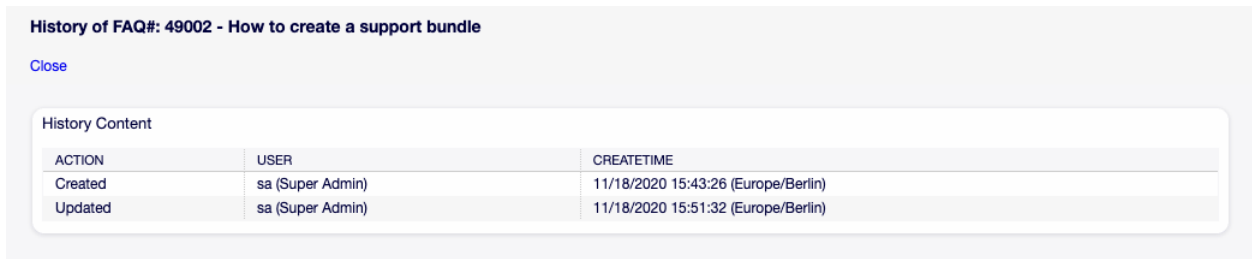 History of FAQ#: 49002 - How to create a support bundle
Close
History Content
ACTION USER CREATETIME
Created sa (Super Admin) 11/18/2020 15:43:26 (Europe/Berlin)
Updated sa (Super Admin) 11/18/2020 15:51:32 (Europe/Berlin)